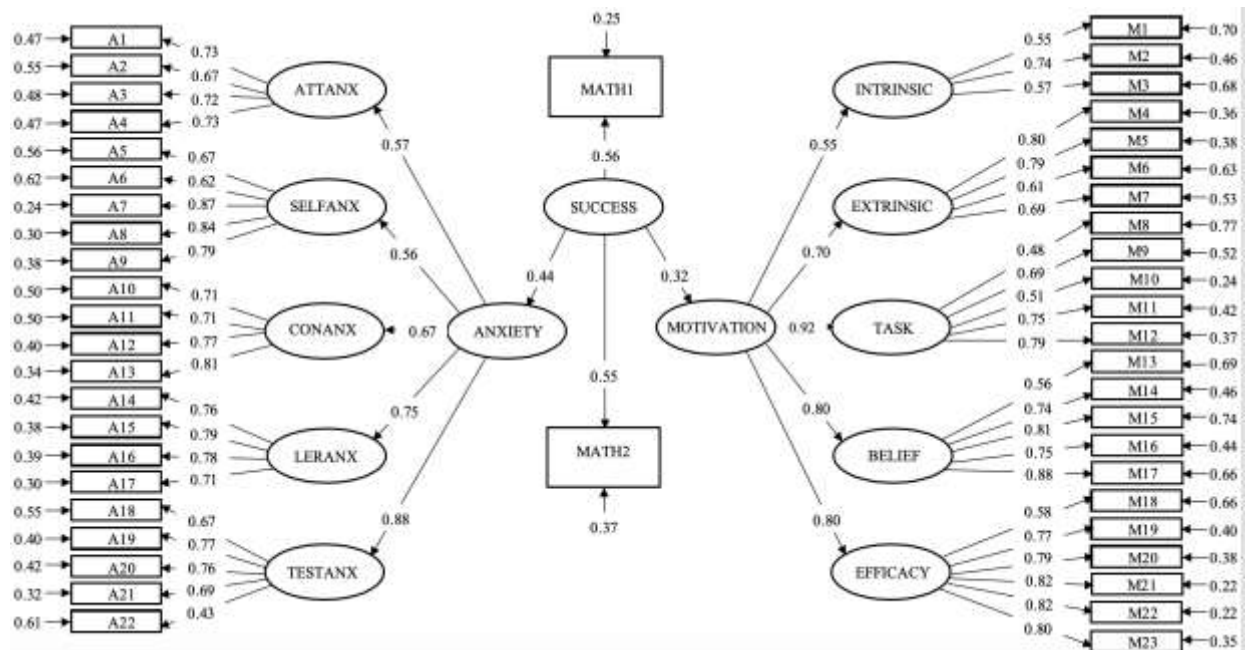 0.47 A1 0.73
0.55 A2 0.67
0.48 A3 0.72
0.47 A4 0.73
ATTANX
0.56 A5 0.67
0.62 A6 0.62
0.24 A7 0.87
0.30 A8 0.84
0.38 A9 0.79
SELFANX
0.50 A10 0.71
0.50 A11 0.71
0.40 A12 0.77
0.34 A13 0.81
CONANX
0.42 A14 0.76
0.38 A15 0.79
0.39 A16 0.78
0.30 A17 0.71
LERANX
0.55 A18 0.67
0.40 A19 0.77
0.42 A20 0.76
0.32 A21 0.69
0.61 A22 0.43
TESTANX
0.57
0.56
0.67
0.75
0.88
ANXIETY
0.25
MATH1
0.56
SUCCESS
0.44
0.32
0.55
MATH2
0.37
MOTIVATION
0.55
0.70
0.92
0.80
0.80
INTRINSIC
0.55 M1 0.70
0.74 M2 0.46
0.57 M3 0.68
EXTRINSIC
0.80 M4 0.36
0.79 M5 0.38
0.61 M6 0.63
0.69 M7 0.53
TASK
0.48 M8 0.77
0.69 M9 0.52
0.51 M10 0.24
0.75 M11 0.42
0.79 M12 0.37
BELIEF
0.56 M13 0.69
0.74 M14 0.46
0.81 M15 0.74
0.75 M16 0.44
0.88 M17 0.66
EFFICACY
0.58 M18 0.66
0.77 M19 0.40
0.79 M20 0.38
0.82 M21 0.22
0.82 M22 0.22
0.80 M23 0.35